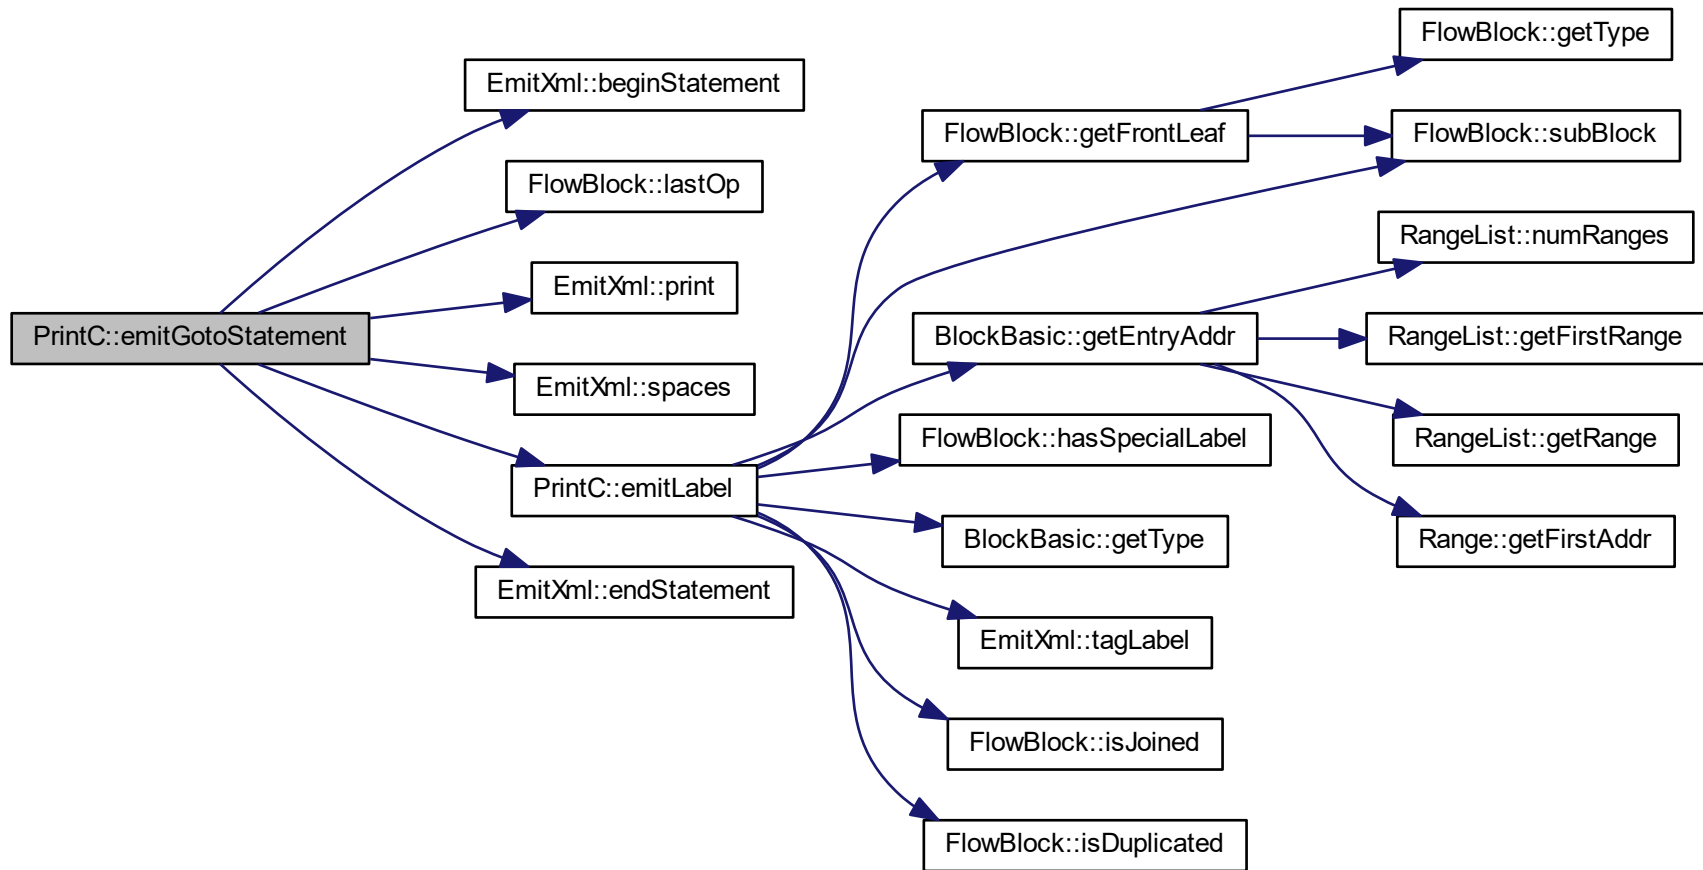 PrintC::emitGotoStatement
EmitXml::beginStatement
FlowBlock::lastOp
EmitXml::print
EmitXml::spaces
PrintC::emitLabel
EmitXml::endStatement
FlowBlock::getFrontLeaf
BlockBasic::getEntryAddr
FlowBlock::hasSpecialLabel
BlockBasic::getType
EmitXml::tagLabel
FlowBlock::isJoined
FlowBlock::isDuplicated
FlowBlock::getType
FlowBlock::subBlock
RangeList::numRanges
RangeList::getFirstRange
RangeList::getRange
Range::getFirstAddr